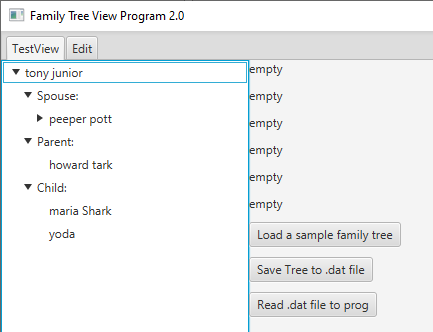 Family Tree View Program 2.0
TestView
Edit
tony junior
Spouse:
peeper pott
Parent:
howard tark
Child:
maria Shark
yoda
empty
empty
empty
empty
empty
empty
Load a sample family tree
Save Tree to .dat file
Read .dat file to prog